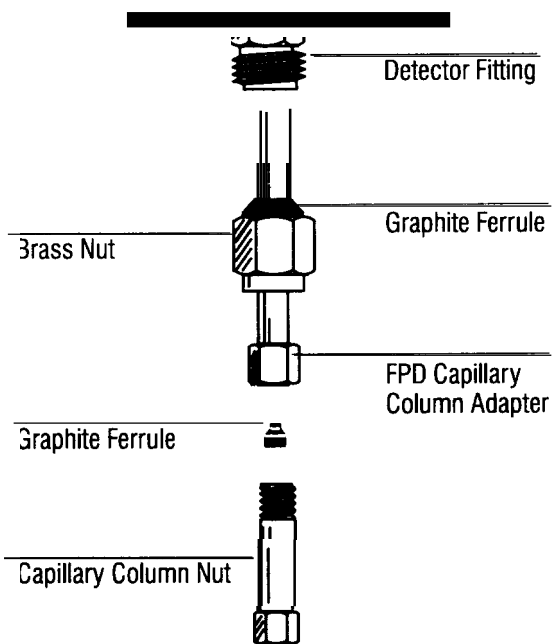 Detector Fitting
Graphite Ferrule
Brass Nut
FPD Capillary
Column Adapter
Graphite Ferrule
Capillary Column Nut